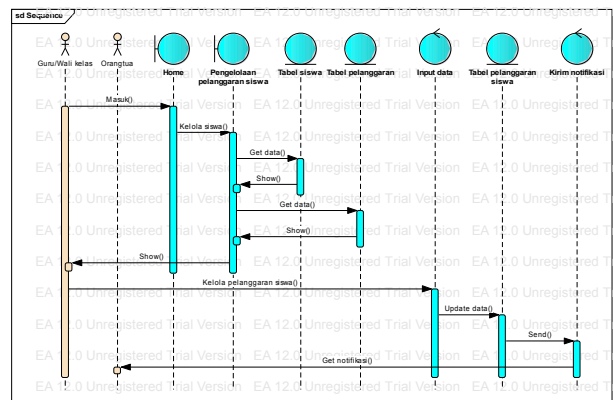 sd Sequence
Guru/Wali kelas
Orangtua
Home
Pengelolaan
pelanggaran siswa
Tabel siswa
Tabel pelanggaran
Input data
Tabel pelanggaran
siswa
Kirim notifikasi
Masuk()
Kelola siswa()
Get data()
Show()
Get data()
Show()
Show()
Kelola pelanggaran siswa()
Update data()
Send()
Get notifikasi()
EA 12.0 Unregistered Trial Version